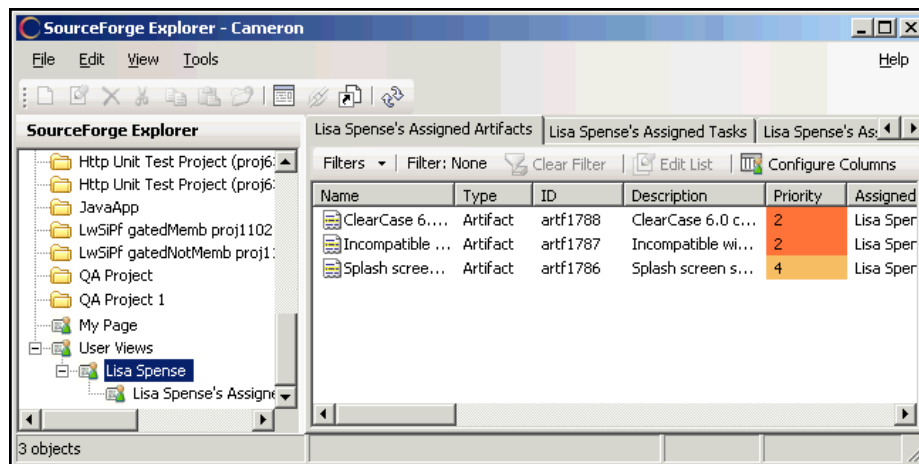 SourceForge Explorer - Cameron
File Edit View Tools Help
SourceForge Explorer
Http Unit Test Project (proj6
Http Unit Test Project (proj6
JavaApp
LwSiPf gatedMemb proj1102
LwSiPf gatedNotMemb proj1
QA Project
QA Project 1
My Page
User Views
Lisa Spense
Lisa Spense's Assigne
Lisa Spense's Assigned Artifacts Lisa Spense's Assigned Tasks Lisa Spense's As
Filters Filter: None Clear Filter Edit List Configure Columns
Name Type ID Description Priority Assigned
ClearCase 6.... Artifact artf1788 ClearCase 6.0 c... 2 Lisa Sper
Incompatible ... Artifact artf1787 Incompatible wi... 2 Lisa Sper
Splash scree... Artifact artf1786 Splash screen s... 4 Lisa Sper
3 objects